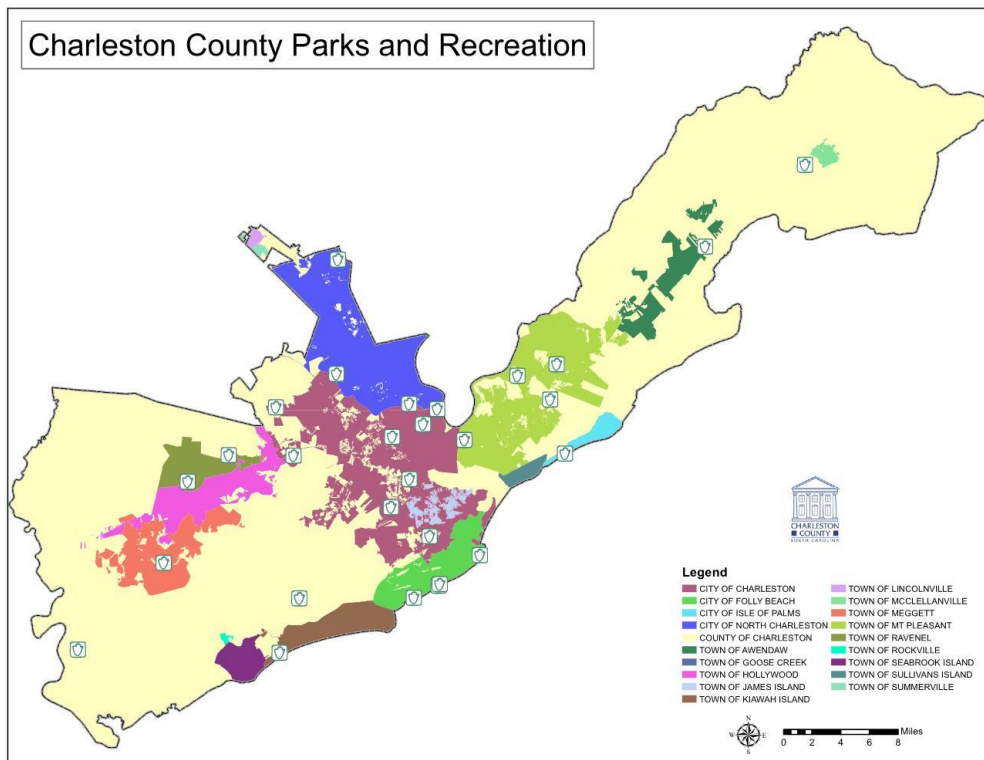 Charleston County Parks and Recreation
CHARLESTON
COUNTY
SOUTH CAROLINA
Legend
CITY OF CHARLESTON
CITY OF FOLLY BEACH
CITY OF ISLE OF PALMS
CITY OF NORTH CHARLESTON
COUNTY OF CHARLESTON
TOWN OF AWENDAW
TOWN OF GOOSE CREEK
TOWN OF HOLLYWOOD
TOWN OF JAMES ISLAND
TOWN OF KIAWAH ISLAND
TOWN OF LINCOLNVILLE
TOWN OF MCCLELLANVILLE
TOWN OF MEGGETT
TOWN OF MT PLEASANT
TOWN OF RAVENEL
TOWN OF ROCKVILLE
TOWN OF SEABROOK ISLAND
TOWN OF SULLIVANS ISLAND
TOWN OF SUMMERVILLE
N
W E
S
Miles
0 2 4 6 8